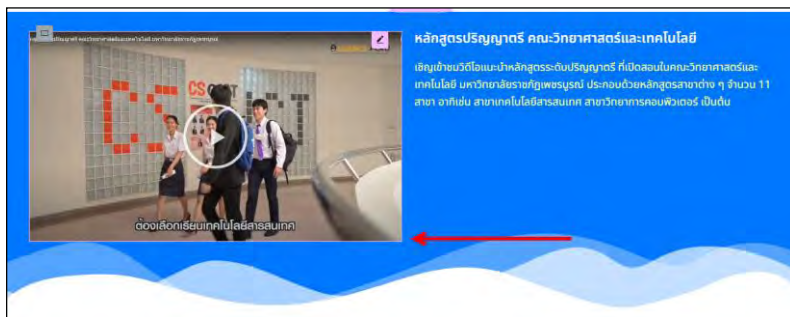 หลักสูตรปริญญาตรี คณะวิทยาศาสตร์และเทคโนโลยี
เชิญเข้าชมวิดีโอแนะนำหลักสูตรระดับปริญญาตรี ที่เปิดสอนในคณะวิทยาศาสตร์และ
เทคโนโลยี มหาวิทยาลัยราชภัฏเพชรบูรณ์ ประกอบด้วยหลักสูตรสาขาต่าง ๆ จำนวน 11
สาขา อาทิเช่น สาขาเทคโนโลยีสารสนเทศ สาขาวิทยาการคอมพิวเตอร์ เป็นต้น
CS
CS
IT
ต้องเลือกเรียนเทคโนโลยีสารสนเทศ